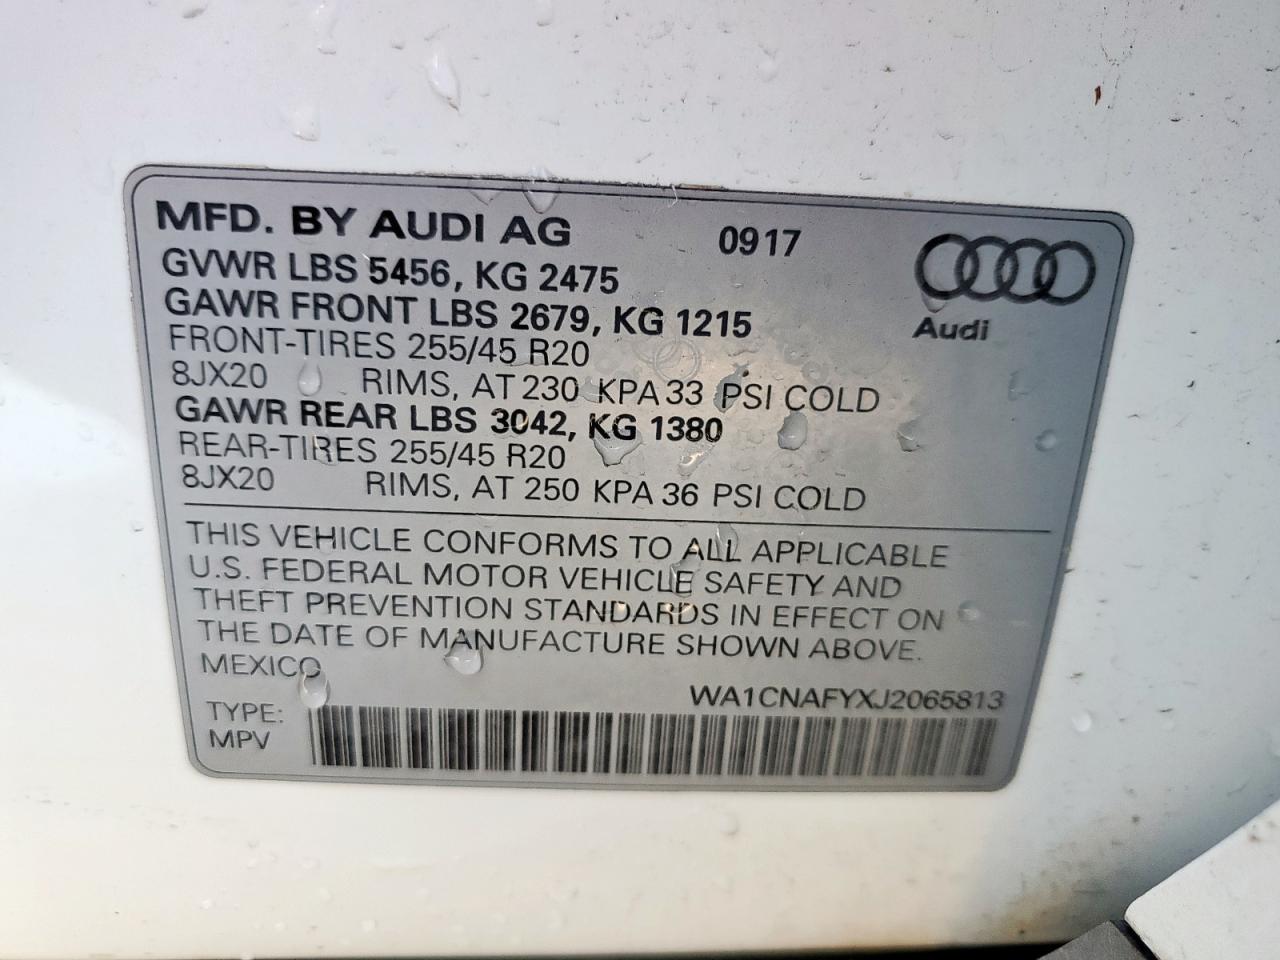 MFD. BY AUDI AG 0917
GVWR LBS 5456, KG 2475
GAWR FRONT LBS 2679, KG 1215
Audi
FRONT-TIRES 255/45 R20
8JX20 RIMS, AT 230 KPA 33 PSI COLD
GAWR REAR LBS 3042, KG 1380
REAR-TIRES 255/45 R20
8JX20 RIMS, AT 250 KPA 36 PSI COLD
THIS VEHICLE CONFORMS TO ALL APPLICABLE
U.S. FEDERAL MOTOR VEHICLE SAFETY AND
THEFT PREVENTION STANDARDS IN EFFECT ON
THE DATE OF MANUFACTURE SHOWN ABOVE.
MEXICO
WA1CNAFYXJ2065813
TYPE:
MPV